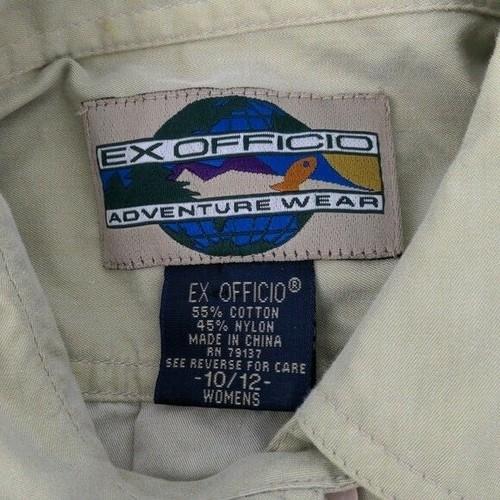 EX OFFICIO
ADVENTURE WEAR
EX OFFICIO®
55% COTTON
45% NYLON
MADE IN CHINA
RN 79137
SEE REVERSE FOR CARE
-10/12-
WOMENS